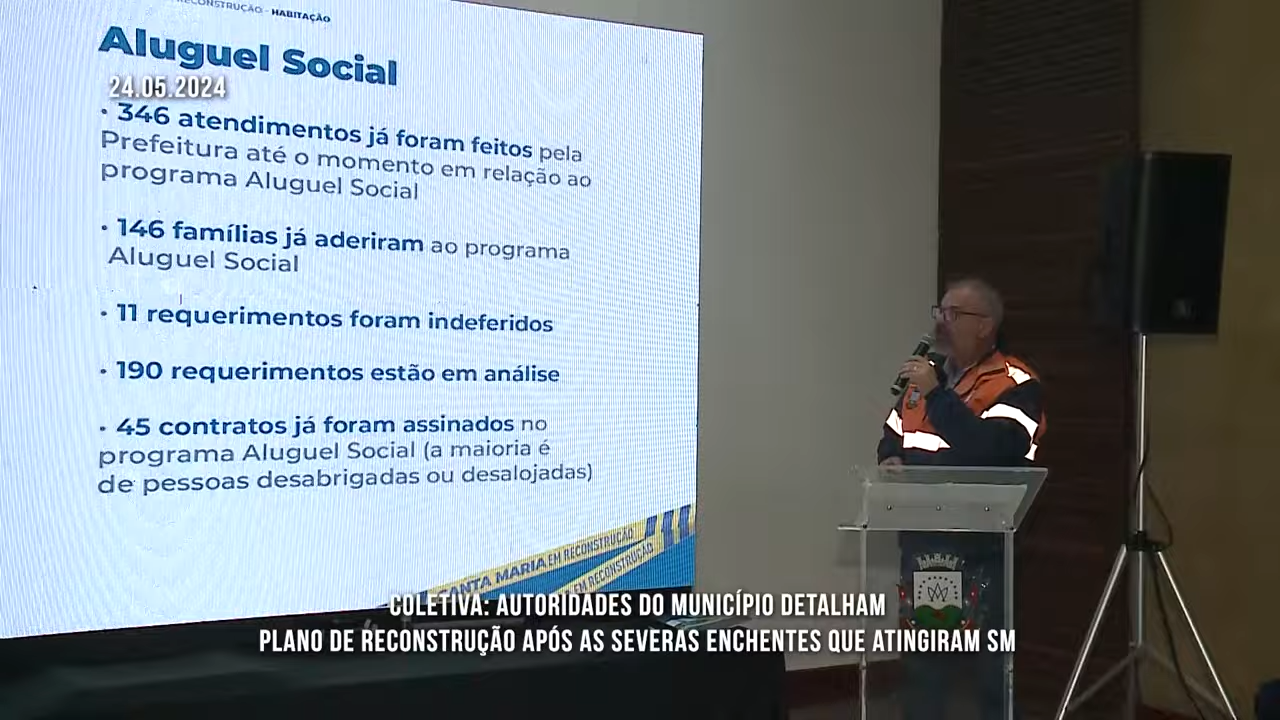 RECONSTRUÇÃO - HABITAÇÃO
Aluguel Social
24.05.2024
• 346 atendimentos já foram feitos pela
Prefeitura até o momento em relação ao
programa Aluguel Social
• 146 famílias já aderiram ao programa
Aluguel Social
• 11 requerimentos foram indeferidos
• 190 requerimentos estão em análise
• 45 contratos já foram assinados no
programa Aluguel Social (a maioria é
de pessoas desabrigadas ou desalojadas)
SANTA MARIA EM RECONSTRUÇÃO
EM RECONSTRUÇÃO
COLETIVA: AUTORIDADES DO MUNICÍPIO DETALHAM
PLANO DE RECONSTRUÇÃO APÓS AS SEVERAS ENCHENTES QUE ATINGIRAM SM